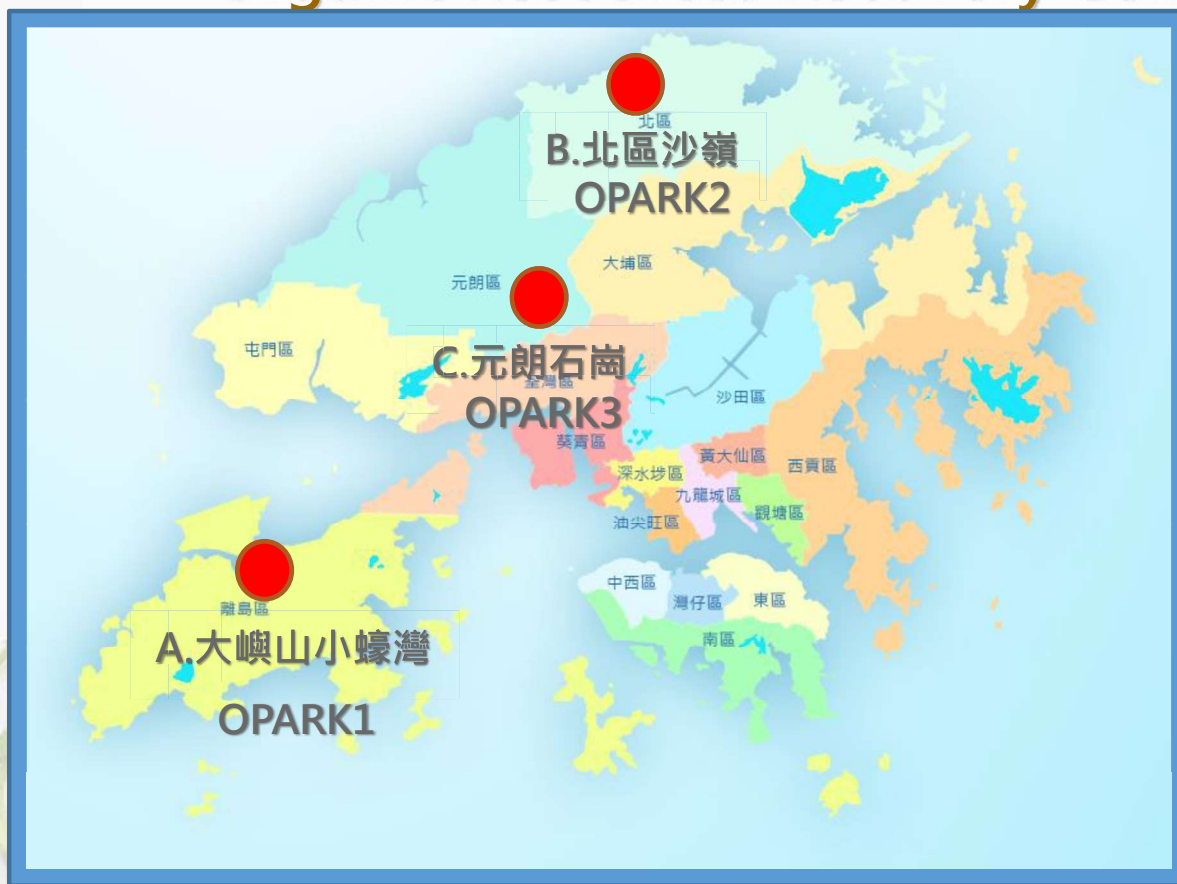 北區
B.北區沙嶺
OPARK2
大埔區
元朗區
屯門區
C.元朗石崗
荃灣區
OPARK3
沙田區
葵青區
黃大仙區
西貢區
深水埗區
九龍城區
觀塘區
油尖旺區
中西區
灣仔區
東區
離島區
南區
A.大嶼山小蠔灣
OPARK1